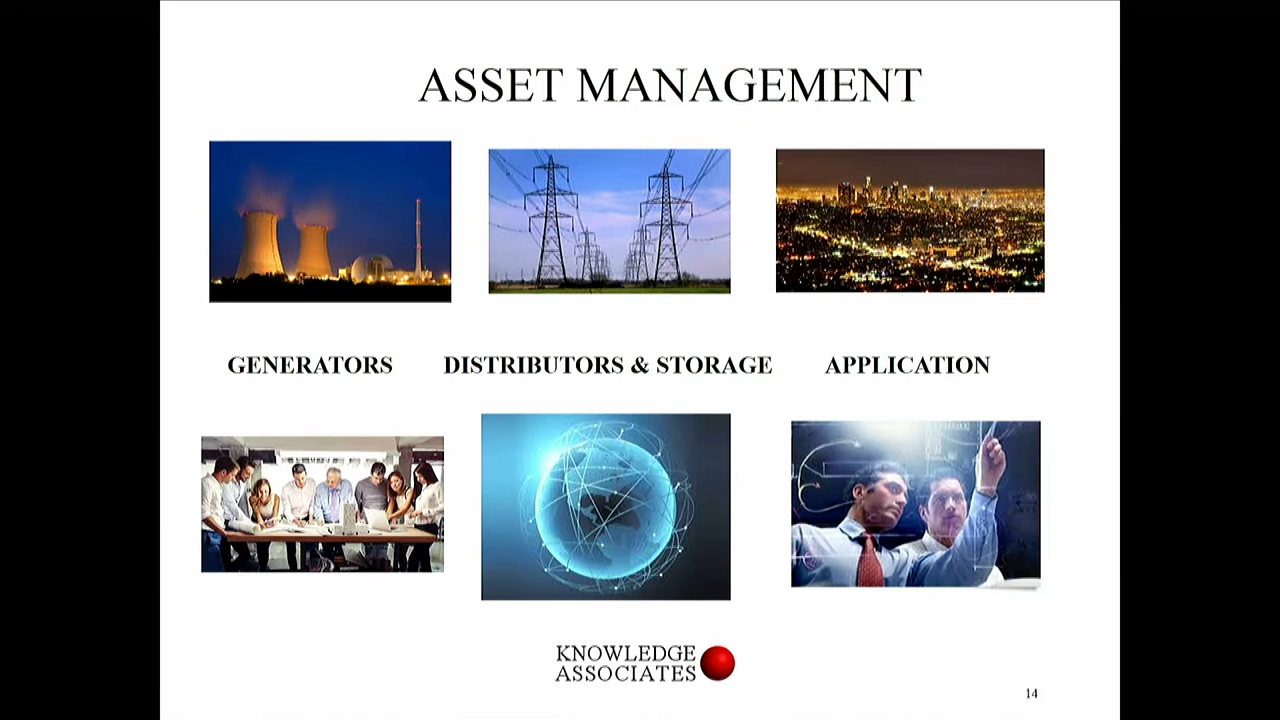 ASSET MANAGEMENT
GENERATORS
DISTRIBUTORS & STORAGE
APPLICATION
KNOWLEDGE
ASSOCIATES
14